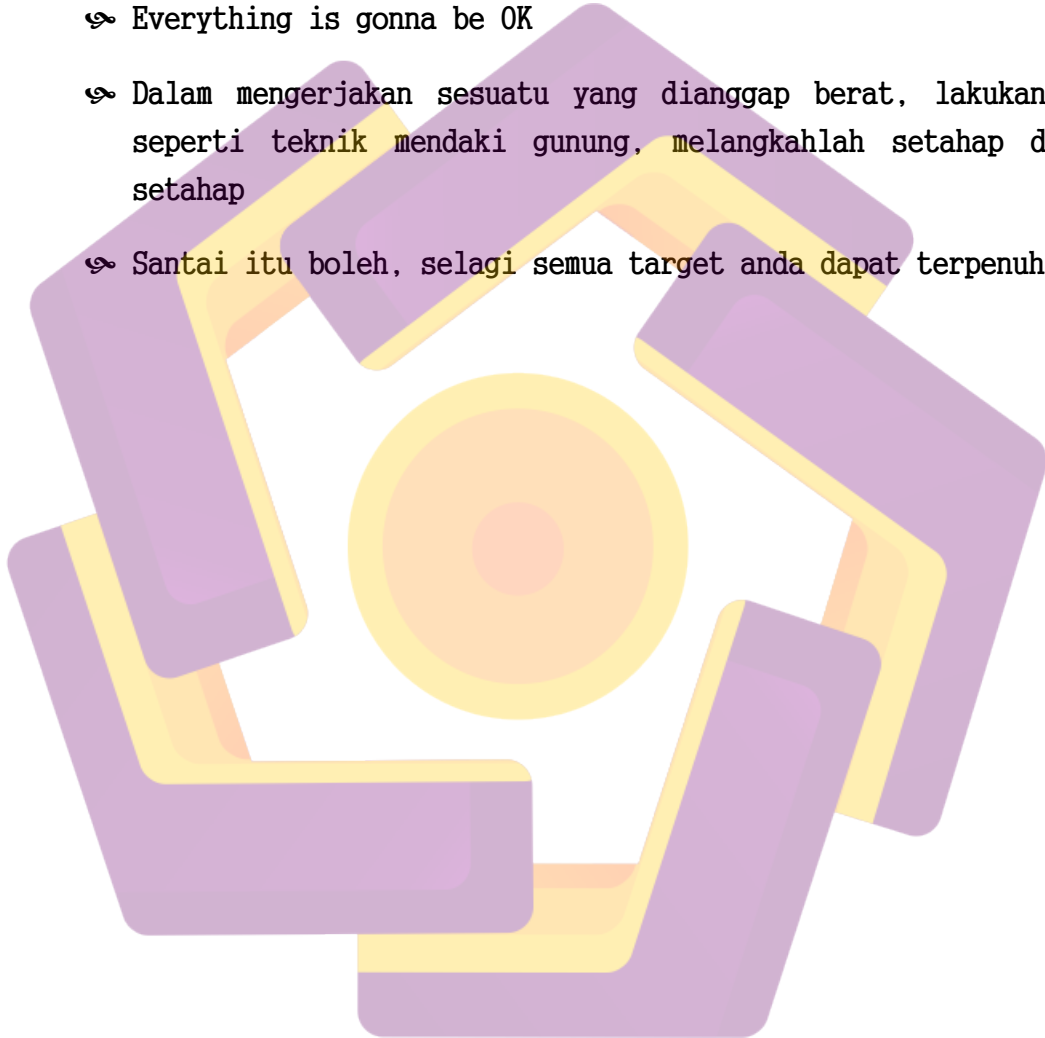 Everything is gonna be OK
Dalam mengerjakan sesuatu yang dianggap berat, lakukan
seperti teknik mendaki gunung, melangkahlah setahap d
setahap
Santai itu boleh, selagi semua target anda dapat terpenuh